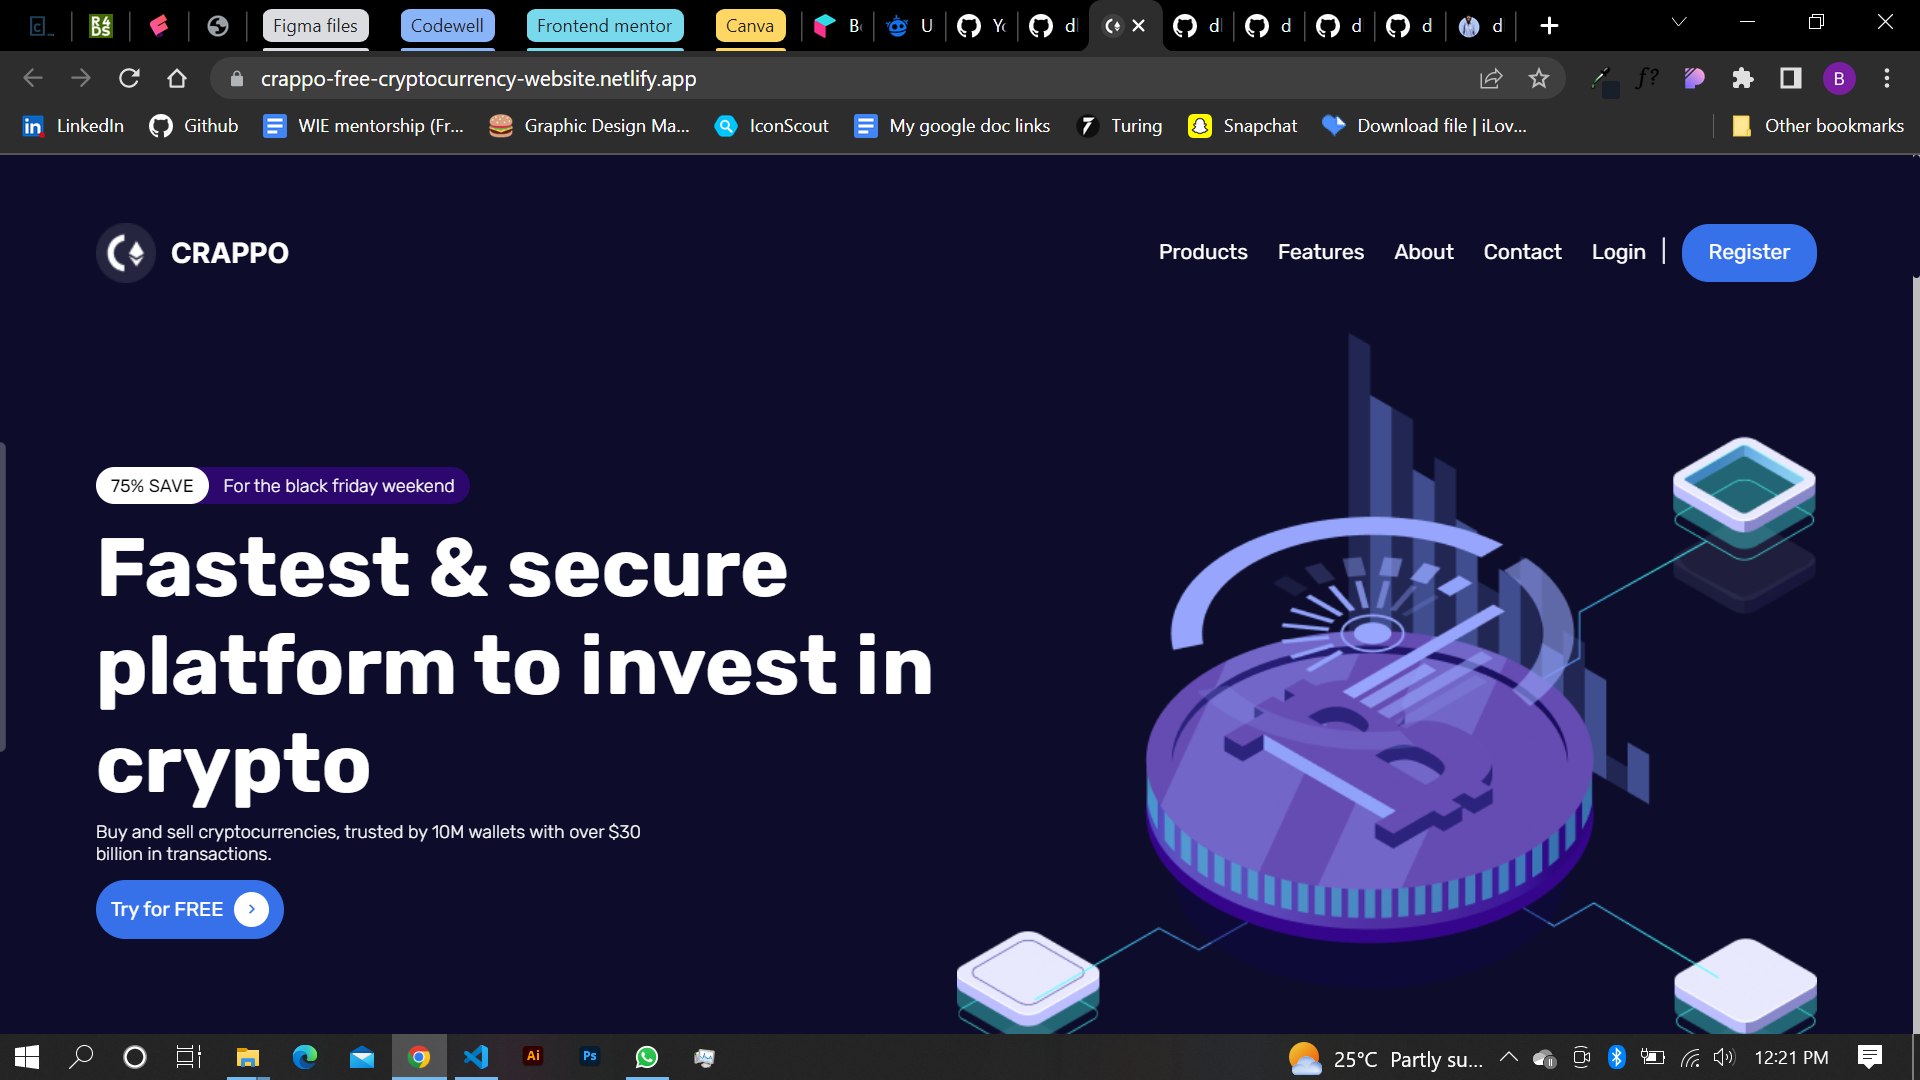 Figma files
Codewell
Frontend mentor
Canva
crappo-free-cryptocurrency-website.netlify.app
f?
B
LinkedIn
Github
WIE mentorship (Fr...
Graphic Design Ma...
IconScout
My google doc links
Turing
Snapchat
Download file | iLov...
Other bookmarks
CRAPPO
Products
Features
About
Contact
Login
Register
75% SAVE
For the black friday weekend
Fastest & secure
platform to invest in
crypto
Buy and sell cryptocurrencies, trusted by 10M wallets with over $30
billion in transactions.
Try for FREE
Ai
Ps
25°C Partly su...
12:21 PM